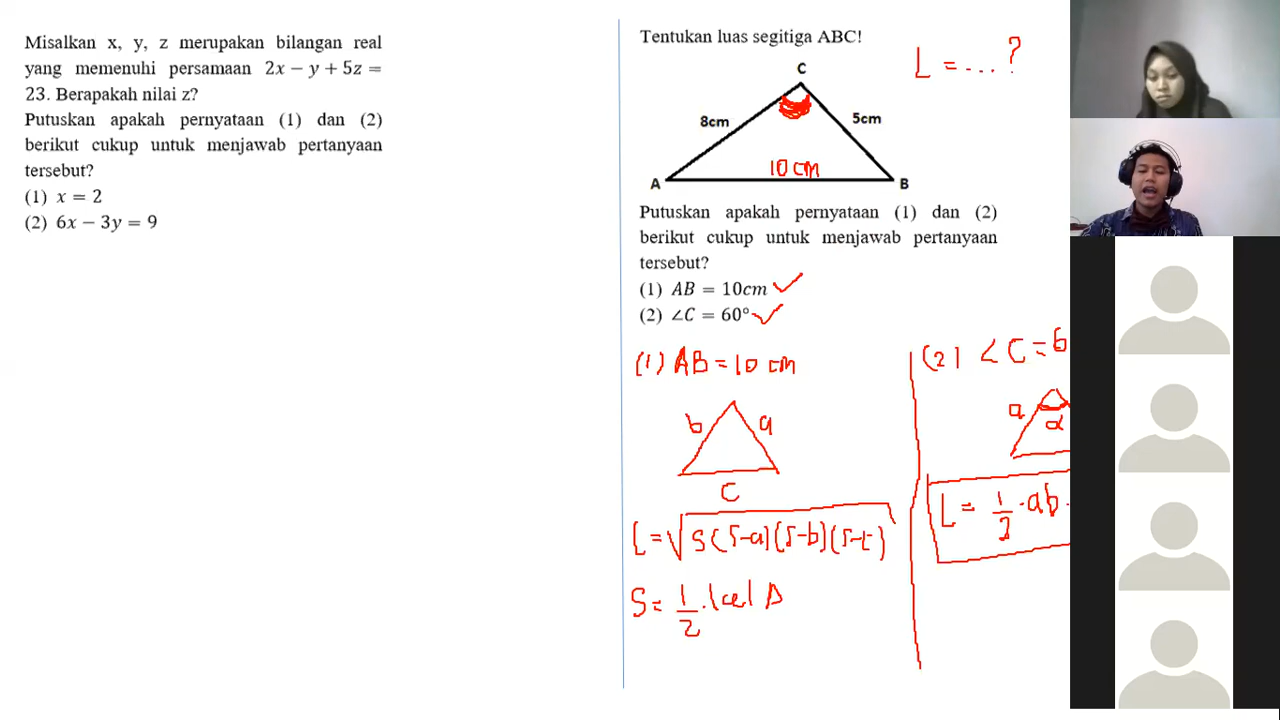 Misalkan x, y, z merupakan bilangan real
yang memenuhi persamaan 2x − y + 5z =
23. Berapakah nilai z?
Putuskan apakah pernyataan (1) dan (2)
berikut cukup untuk menjawab pertanyaan
tersebut?
(1) x = 2
(2) 6x − 3y = 9
Tentukan luas segitiga ABC!
L = ... ?
C
8cm
5cm
10 cm
A
B
Putuskan apakah pernyataan (1) dan (2)
berikut cukup untuk menjawab pertanyaan
tersebut?
(1) AB = 10cm
(2) ∠C = 60°
(1) AB = 10 cm
b
a
C
L = √S(S-a)(S-b)(S-c)
S = 1/2 . kel Δ
(2) ∠C = 6
a
α
L = 1/2 . ab .